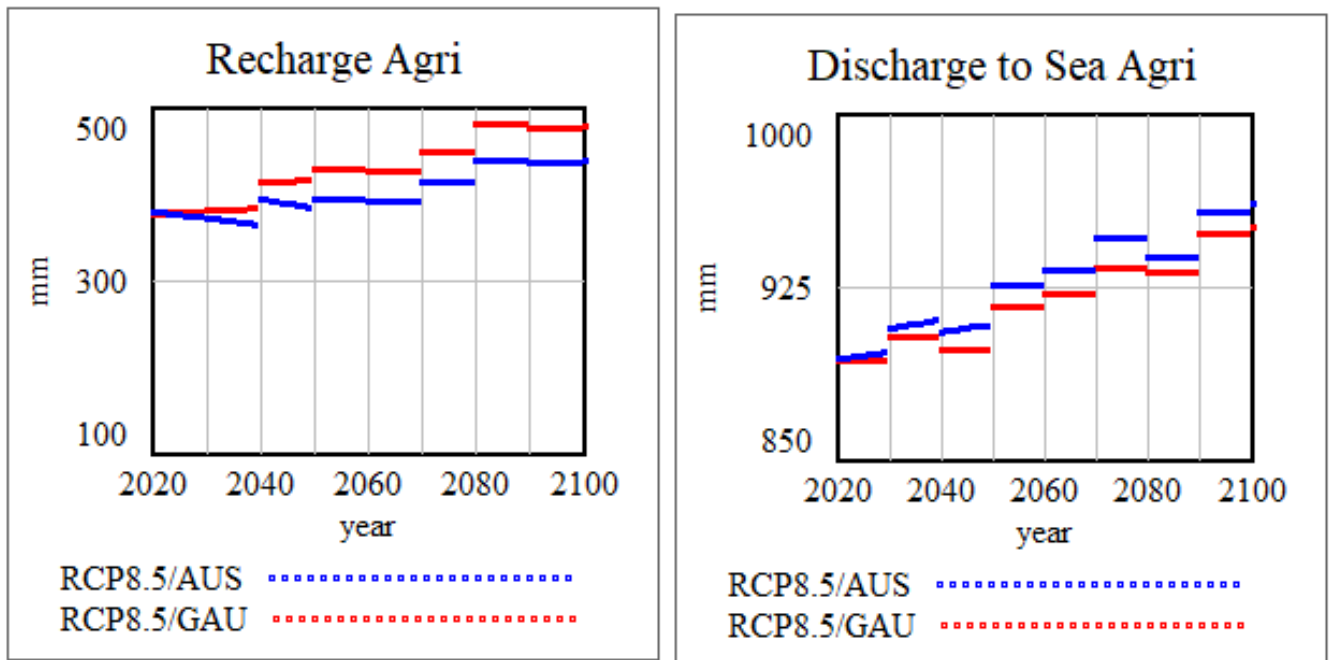 Recharge Agri
500
300
100
mm
2020 2040 2060 2080 2100
year
RCP8.5/AUS
RCP8.5/GAU
Discharge to Sea Agri
1000
925
850
mm
2020 2040 2060 2080 2100
year
RCP8.5/AUS
RCP8.5/GAU